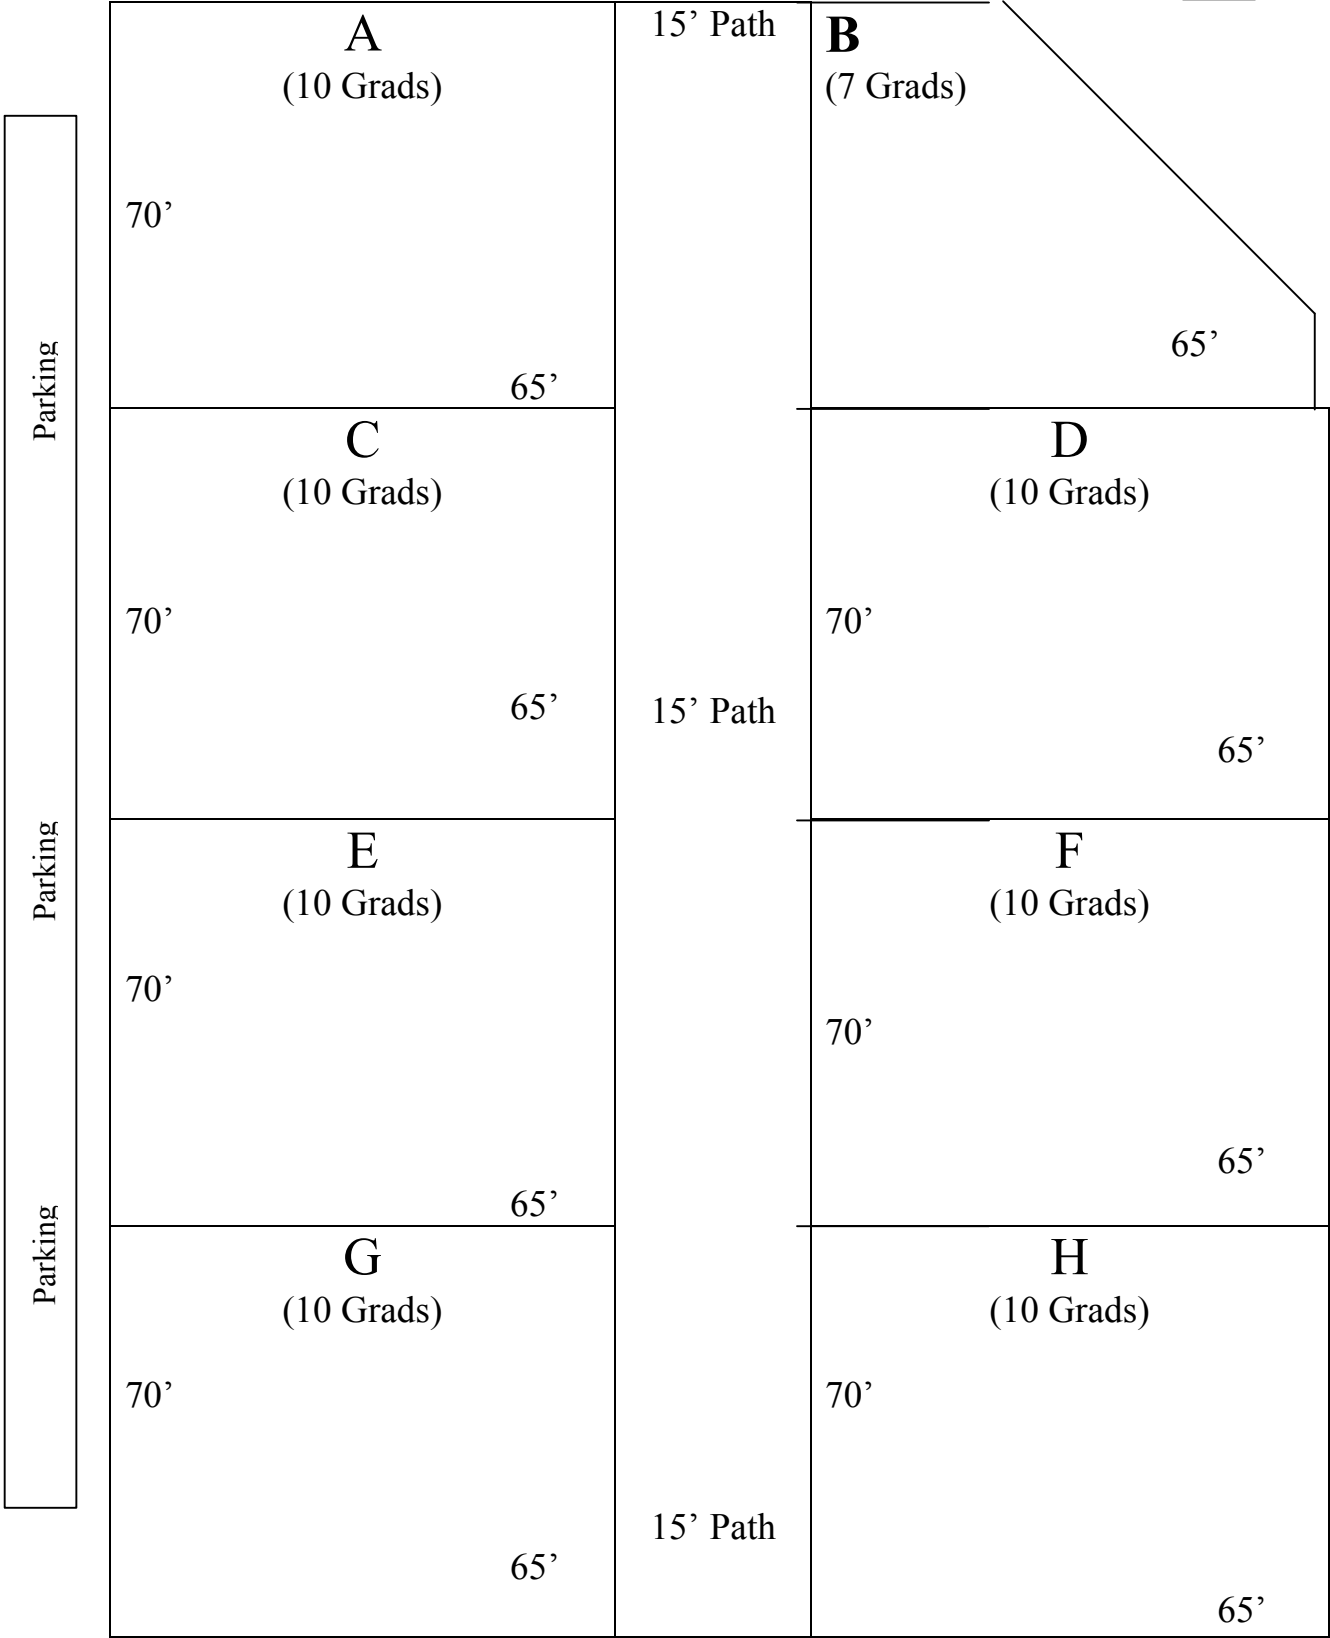 A
(10 Grads)
70’
65’
15’ Path
B
(7 Grads)
65’
Parking
C
(10 Grads)
70’
65’
15’ Path
D
(10 Grads)
70’
65’
Parking
E
(10 Grads)
70’
65’
F
(10 Grads)
70’
65’
Parking
G
(10 Grads)
70’
65’
15’ Path
H
(10 Grads)
70’
65’